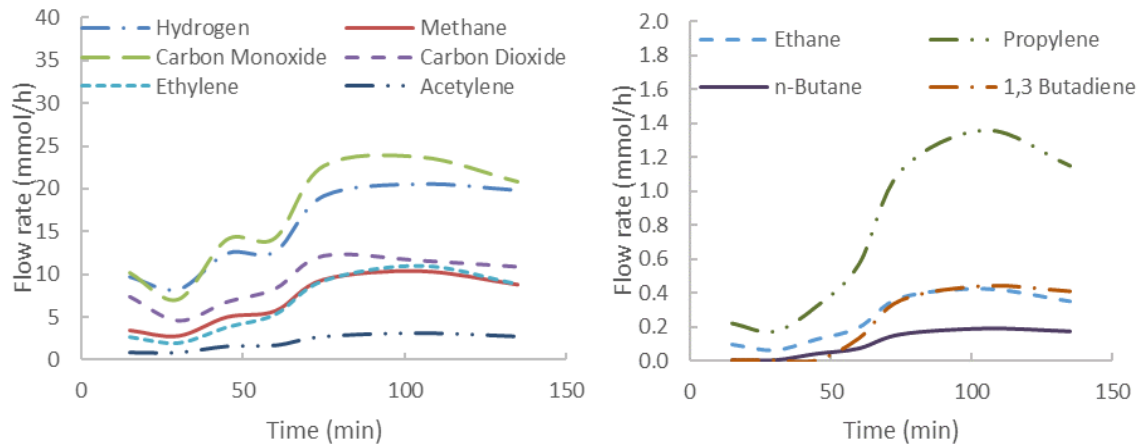 40
35
30
25
20
15
10
5
0
Flow rate (mmol/h)
Hydrogen Methane
Carbon Monoxide Carbon Dioxide
Ethylene Acetylene
0 50 100 150
Time (min)
2.0
1.8
1.6
1.4
1.2
1.0
0.8
0.6
0.4
0.2
0.0
Flow rate (mmol/h)
Ethane Propylene
n-Butane 1,3 Butadiene
0 50 100 150
Time (min)